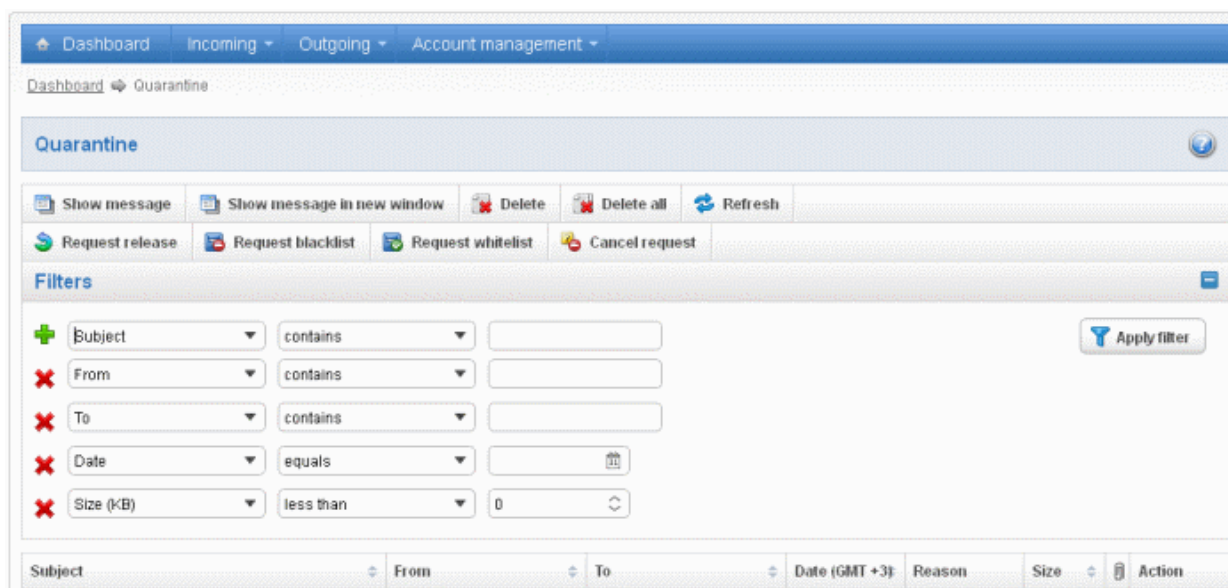 Dashboard Incoming Outgoing Account management
Dashboard Quarantine
Quarantine
Show message Show message in new window Delete Delete all Refresh
Request release Request blacklist Request whitelist Cancel request
Filters
Subject contains Apply filter
From contains
To contains
Date equals
Size (KB) less than 0
Subject From To Date (GMT +3) Reason Size Action